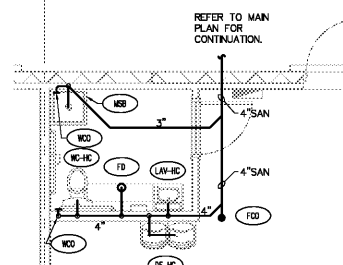 REFER TO MAIN
PLAN FOR
CONTINUATION.
MSB
4"SAN
3"
WCO
WC-HC
FD
LAV-HC
4"SAN
4"
FCO
4"
WCO